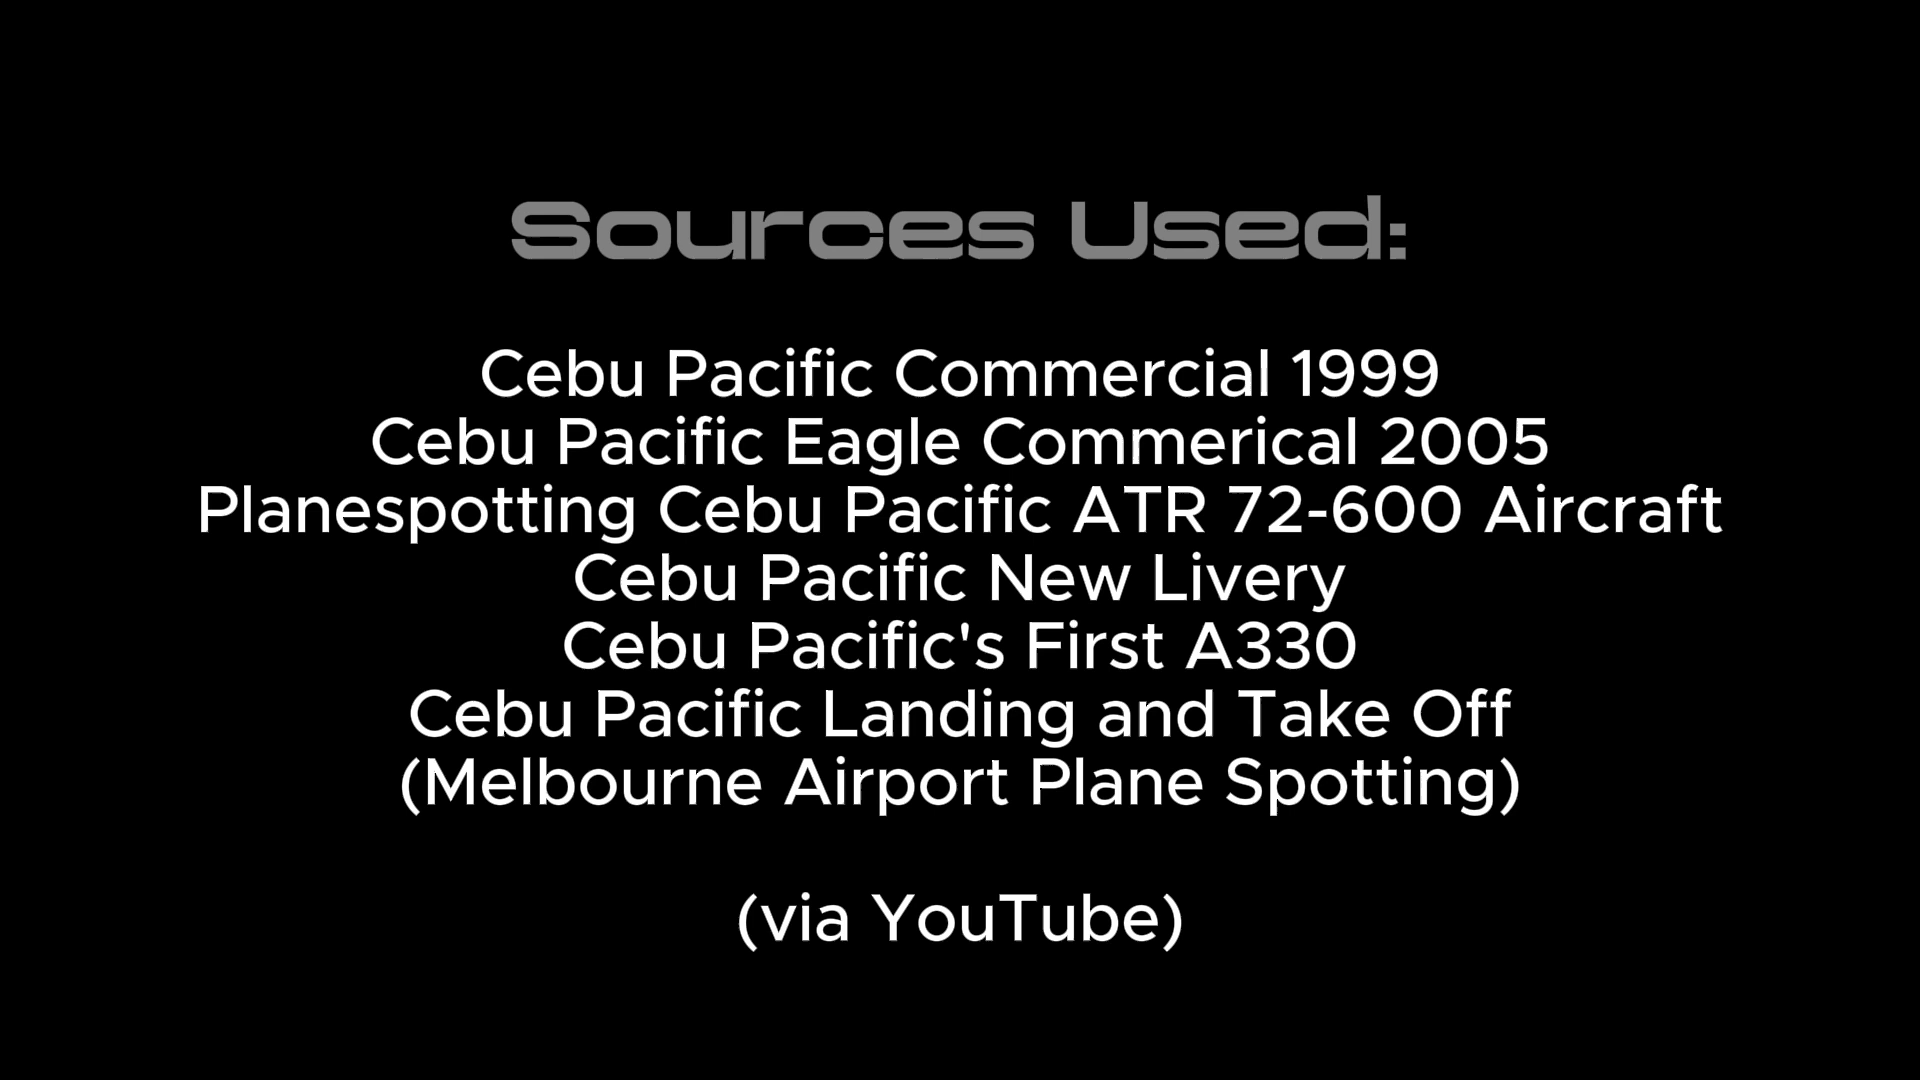 Sources Used:
Cebu Pacific Commercial 1999
Cebu Pacific Eagle Commerical 2005
Planespotting Cebu Pacific ATR 72-600 Aircraft
Cebu Pacific New Livery
Cebu Pacific's First A330
Cebu Pacific Landing and Take Off
(Melbourne Airport Plane Spotting)
(via YouTube)